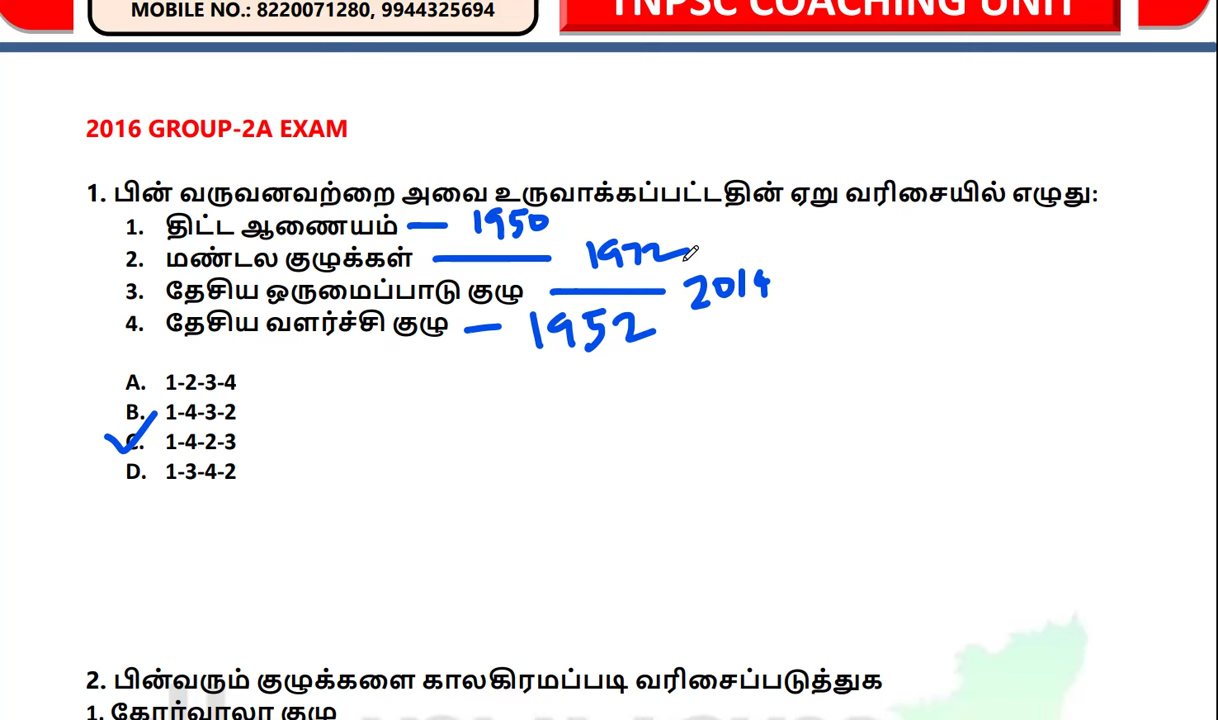 MOBILE NO.: 8220071280, 9944325694
TNPSC COACHING UNIT
2016 GROUP-2A EXAM
1. பின் வருவனவற்றை அவை உருவாக்கப்பட்டதின் ஏறு வரிசையில் எழுது:
1. திட்ட ஆணையம் — 1950
2. மண்டல குழுக்கள் — 1972
3. தேசிய ஒருமைப்பாடு குழு — 2014
4. தேசிய வளர்ச்சி குழு — 1952
A. 1-2-3-4
B. 1-4-3-2
C. 1-4-2-3
D. 1-3-4-2
2. பின்வரும் குழுக்களை காலகிரமப்படி வரிசைப்படுத்துக
1. கோர்வாலா குழு